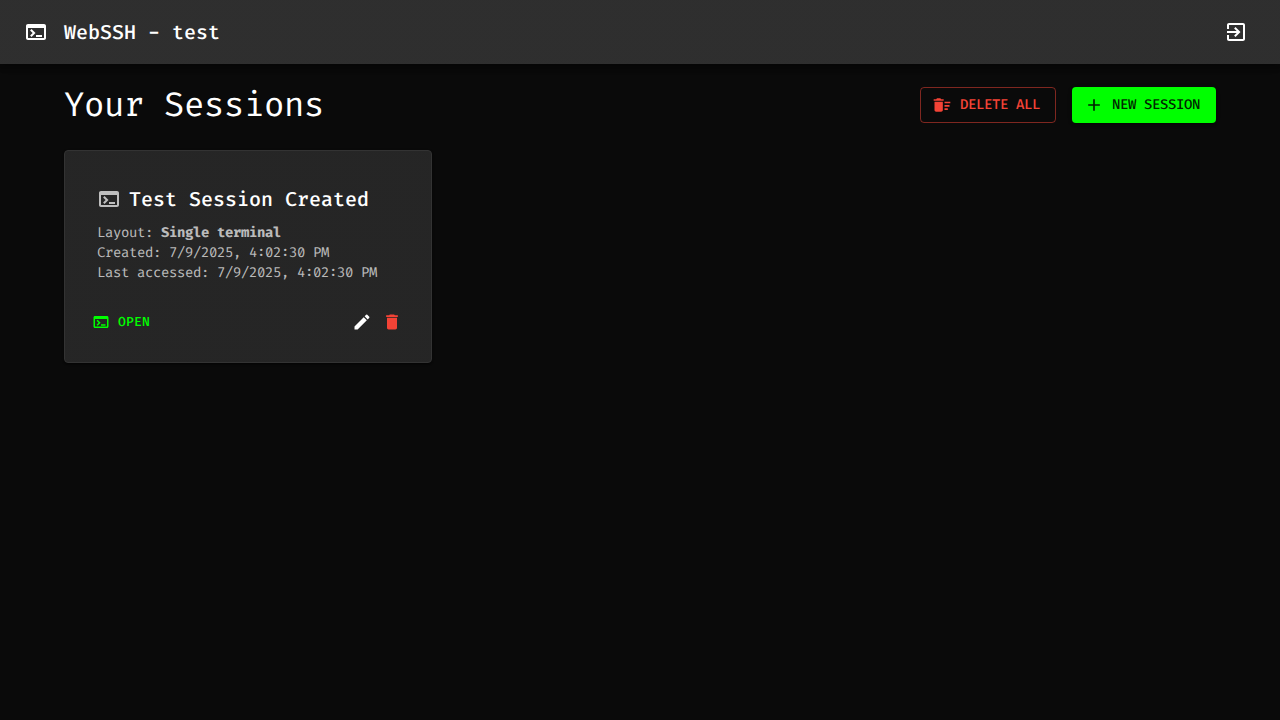 WebSSH - test
Your Sessions
DELETE ALL
NEW SESSION
Test Session Created
Layout: Single terminal
Created: 7/9/2025, 4:02:30 PM
Last accessed: 7/9/2025, 4:02:30 PM
OPEN